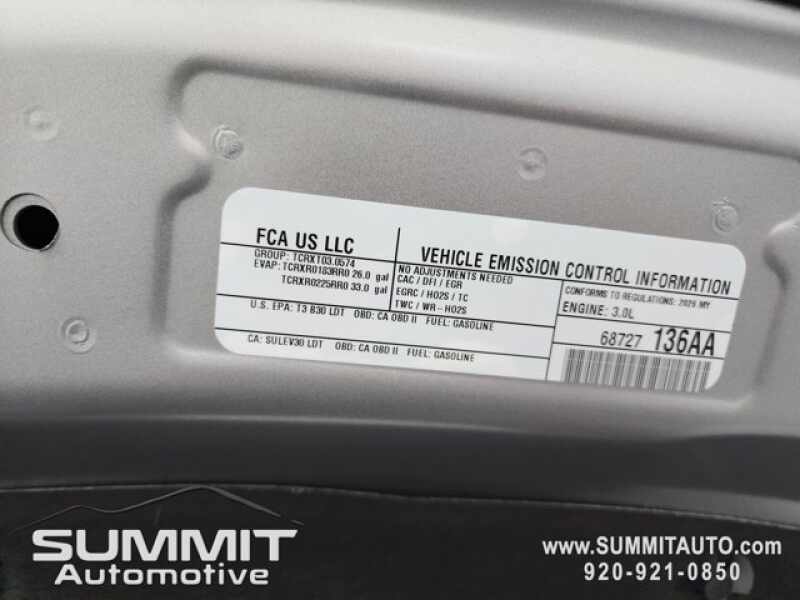 FCA US LLC
GROUP: TCRXT03.0574
EVAP: TCRXR0183RR0 26.0 gal
TCRXR0225RR0 33.0 gal
U.S. EPA: T3 B30 LDT OBD: CA OBD II FUEL: GASOLINE
CA: SULEV30 LDT OBD: CA OBD II FUEL: GASOLINE
VEHICLE EMISSION CONTROL INFORMATION
NO ADJUSTMENTS NEEDED
CAC / DFI / EGR
EGRC / HO2S / TC
TWC / WR-HO2S
CONFORMS TO REGULATIONS: 2026 MY
ENGINE: 3.0L
68727 136AA
SUMMIT
Automotive
www.SUMMITAUTO.com
920-921-0850